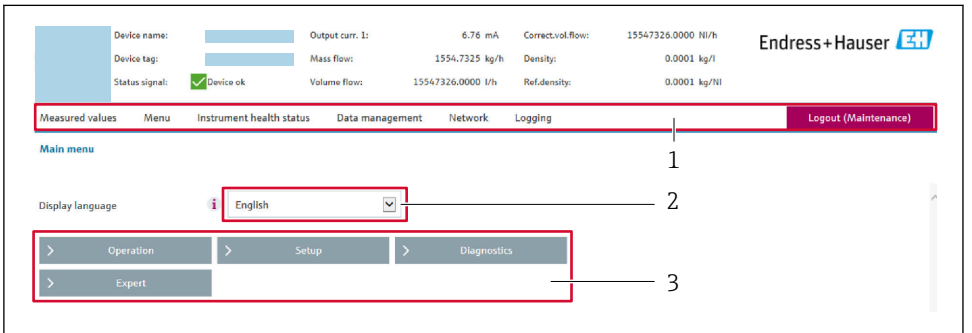 Device name: Output curr. 1: 6.76 mA Correct.vol.flow: 15547326.0000 Nl/h
Endress+Hauser EH
Device tag: Mass flow: 1554.7325 kg/h Density: 0.0001 kg/l
Status signal: Device ok Volume flow: 15547326.0000 l/h Ref.density: 0.0001 kg/Nl
Measured values Menu Instrument health status Data management Network Logging Logout (Maintenance)
1
Main menu
Display language i English 2
> Operation > Setup > Diagnostics
> Expert 3